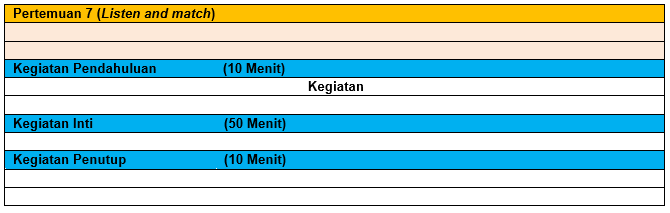 Pertemuan 7 (Listen and match)
Kegiatan Pendahuluan (10 Menit)
Kegiatan
Kegiatan Inti (50 Menit)
Kegiatan Penutup (10 Menit)